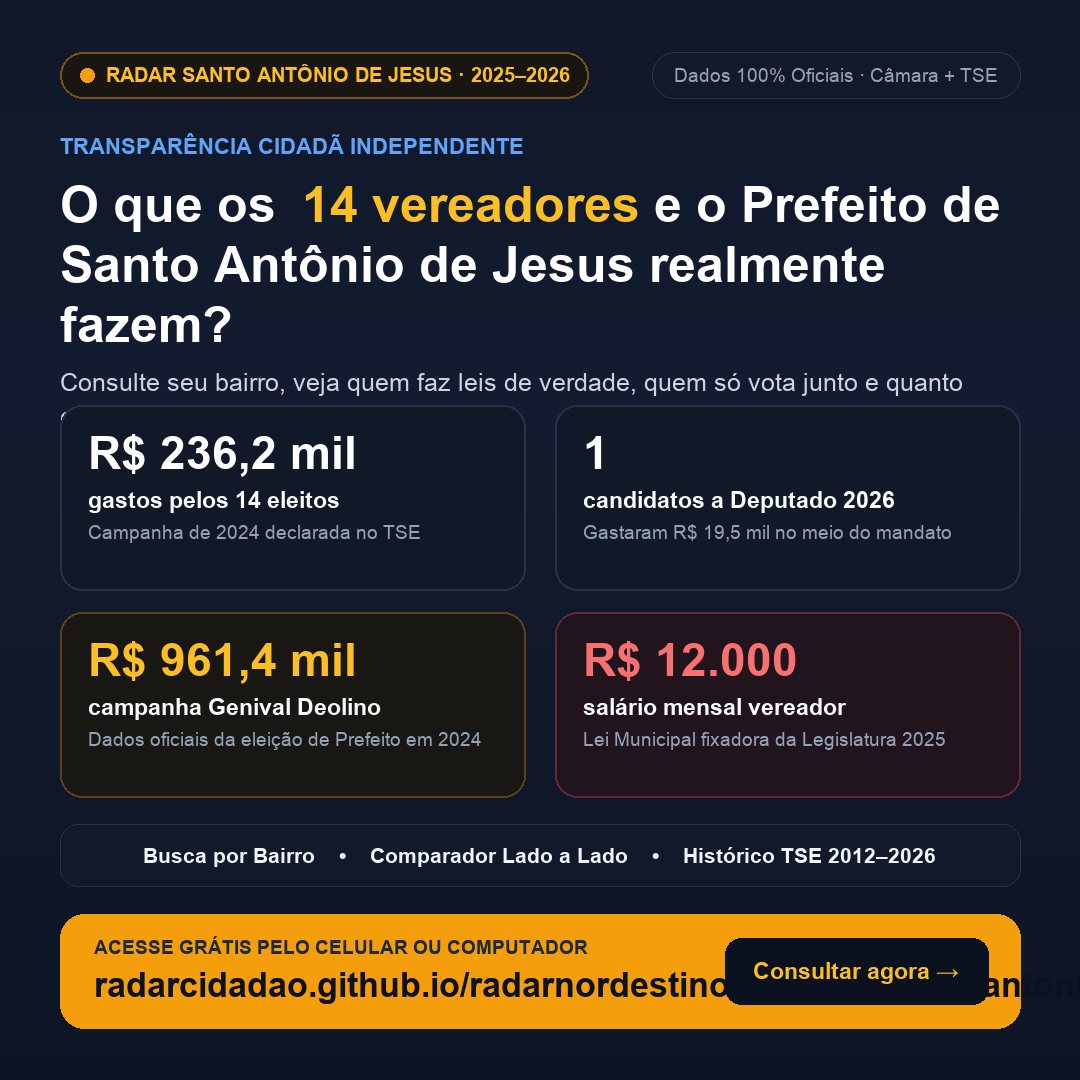 RADAR SANTO ANTÔNIO DE JESUS · 2025–2026
Dados 100% Oficiais · Câmara + TSE
TRANSPARÊNCIA CIDADÃ INDEPENDENTE
O que os 14 vereadores e o Prefeito de
Santo Antônio de Jesus realmente
fazem?
Consulte seu bairro, veja quem faz leis de verdade, quem só vota junto e quanto
R$ 236,2 mil
gastos pelos 14 eleitos
Campanha de 2024 declarada no TSE
1
candidatos a Deputado 2026
Gastaram R$ 19,5 mil no meio do mandato
R$ 961,4 mil
campanha Genival Deolino
Dados oficiais da eleição de Prefeito em 2024
R$ 12.000
salário mensal vereador
Lei Municipal fixadora da Legislatura 2025
Busca por Bairro • Comparador Lado a Lado • Histórico TSE 2012–2026
ACESSE GRÁTIS PELO CELULAR OU COMPUTADOR
radarcidadao.github.io/radarnordestino
Consultar agora →